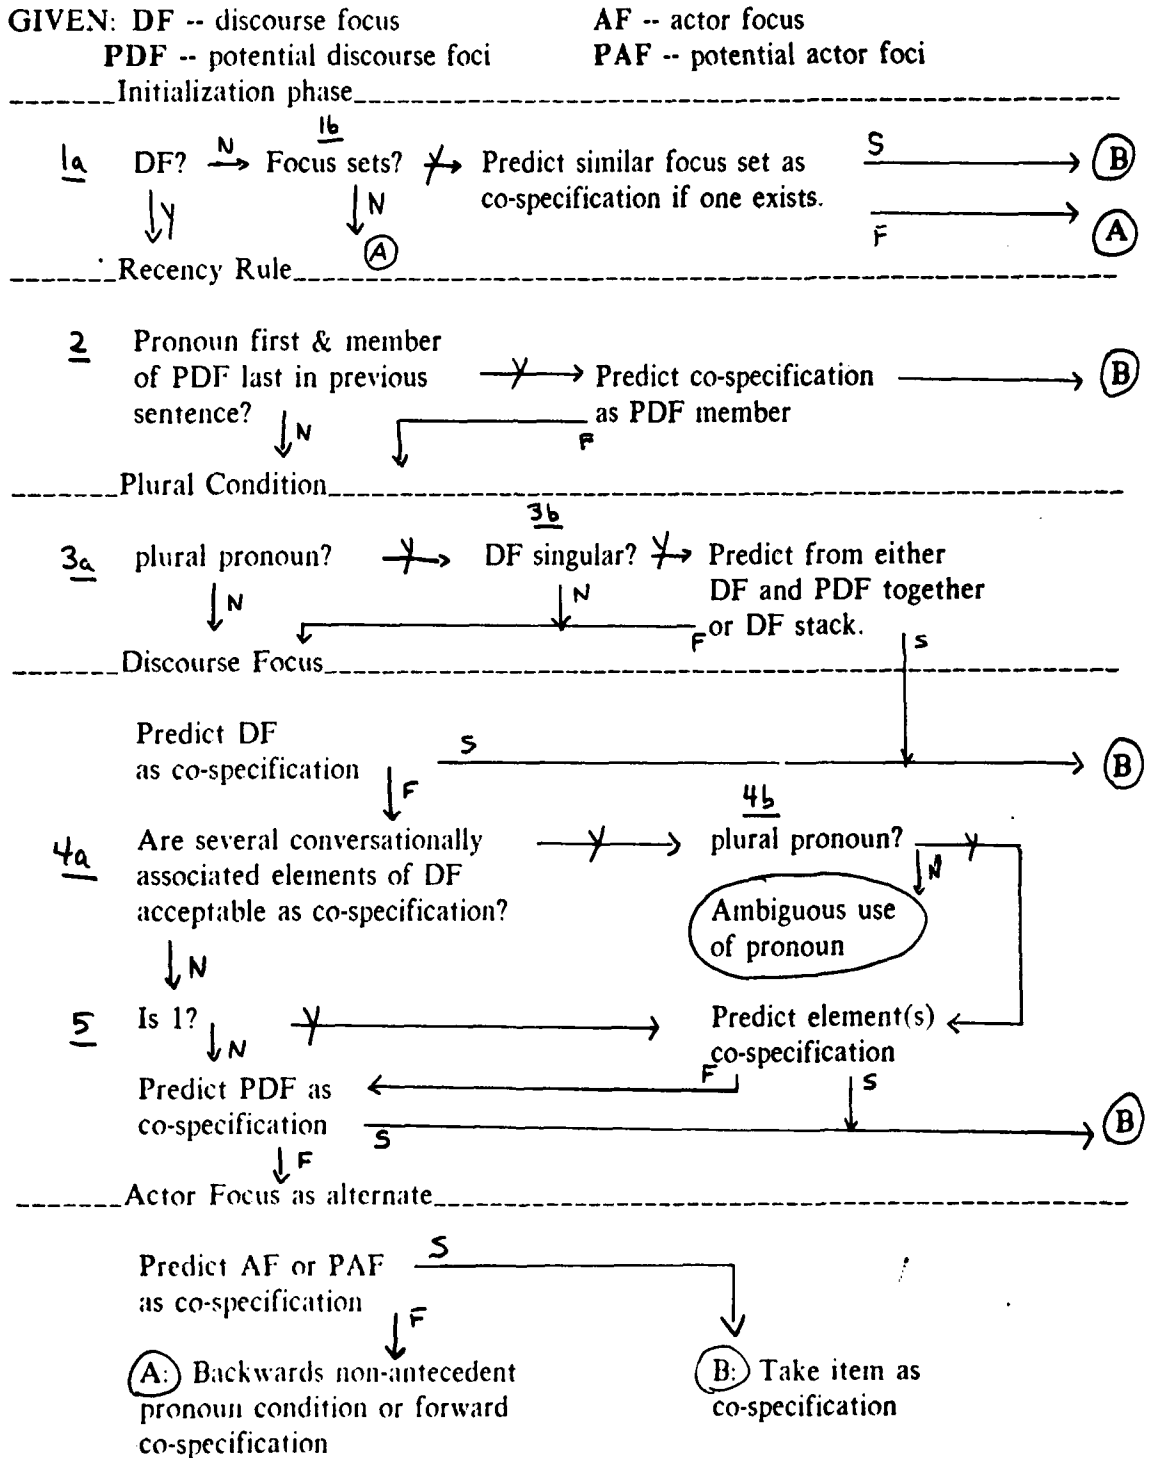 GIVEN: DF -- discourse focus AF -- actor focus
PDF -- potential discourse foci PAF -- potential actor foci
Initialization phase
1b
1a DF? N Focus sets? Y Predict similar focus set as S B
Y N co-specification if one exists.
F A
A
Recency Rule
2 Pronoun first & member
of PDF last in previous Y Predict co-specification B
sentence? N as PDF member
F
Plural Condition
3b
3a plural pronoun? Y DF singular? Y Predict from either
N N DF and PDF together
F or DF stack. S
Discourse Focus
Predict DF S
as co-specification F B
4b
4a Are several conversationally Y plural pronoun? Y
associated elements of DF N
acceptable as co-specification? Ambiguous use
N of pronoun
5 Is 1? N Y Predict element(s)
co-specification
Predict PDF as F S
co-specification S B
F
Actor Focus as alternate
Predict AF or PAF S
as co-specification F
A: Backwards non-antecedent B: Take item as
pronoun condition or forward co-specification
co-specification